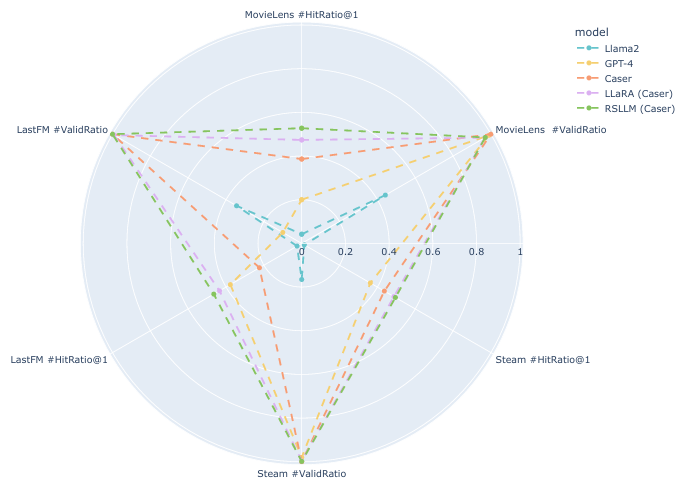 MovieLens #HitRatio@1
model
Llama2
GPT-4
Caser
LLaRA (Caser)
RSLLM (Caser)
LastFM #ValidRatio
MovieLens  #ValidRatio
0 0.2 0.4 0.6 0.8 1
LastFM #HitRatio@1
Steam #HitRatio@1
Steam #ValidRatio